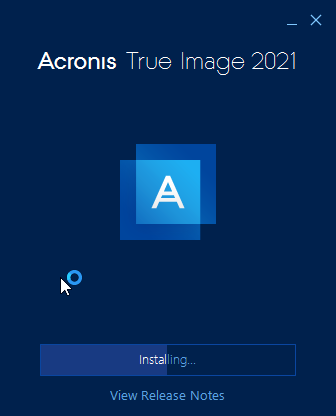 Acronis True Image 2021
A
Installing...
View Release Notes